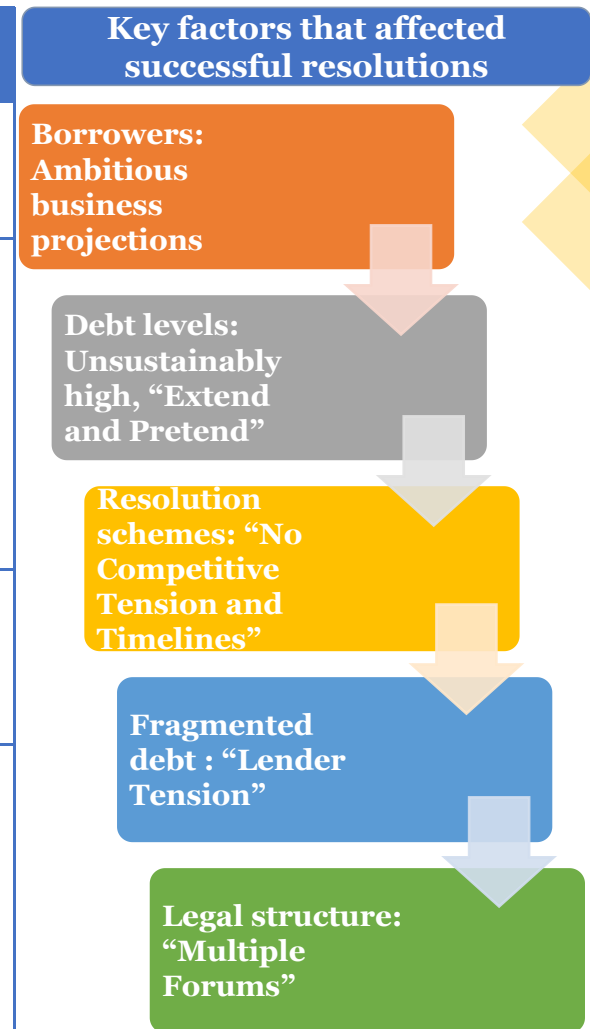 Key factors that affected
successful resolutions
Borrowers:
Ambitious
business
projections
Debt levels:
Unsustainably
high, “Extend
and Pretend”
Resolution
schemes: “No
Competitive
Tension and
Timelines”
Fragmented
debt : “Lender
Tension”
Legal structure:
“Multiple
Forums”